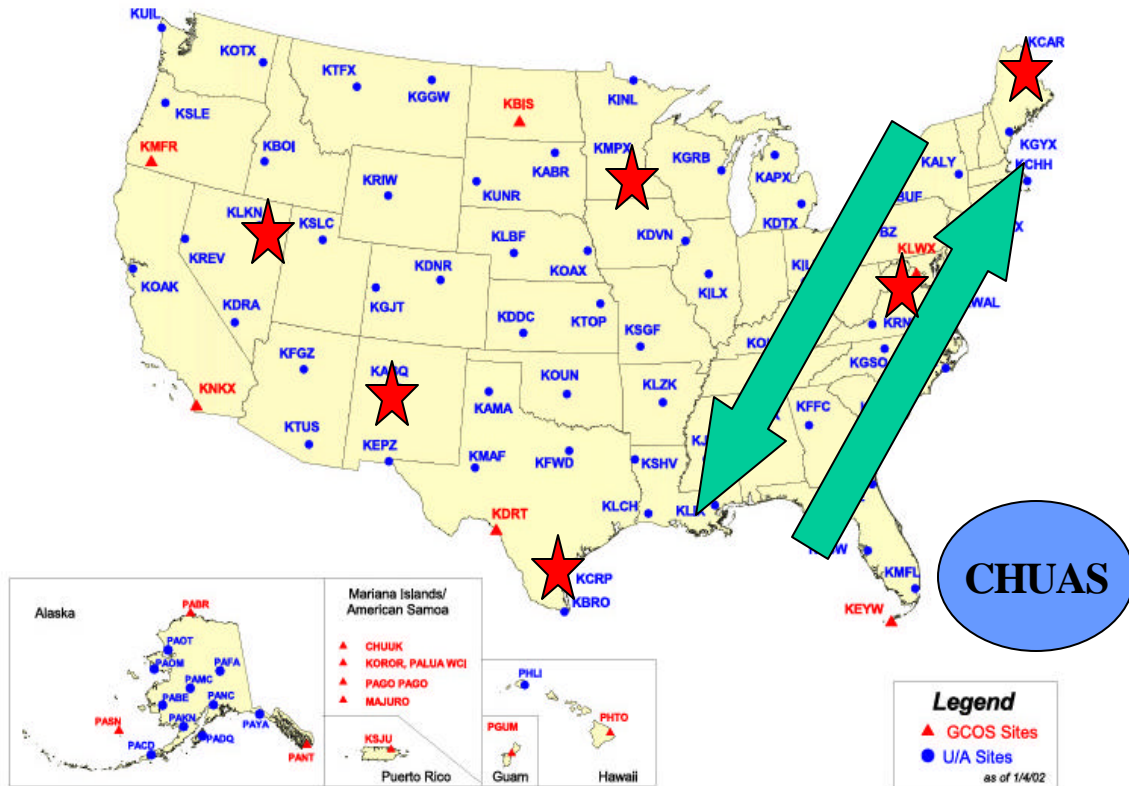 KUIL
KCAR
KOTX
KTFX
KGGW
KBIS
KINL
KSLE
KMFR
KBOI
KMPX
KGRB
KGYX
KALY
KCHH
KABR
KAPX
KRIW
KUNR
BUF
KLKN
KSLC
KDTX
BZ
X
KLBF
KDVN
KLWX
KREV
KOAX
KDNR
KOAK
KILX
WAL
KDRA
KGJT
KTOP
KDDC
KSGF
KRN
KFGZ
KGSO
KOUN
KNKX
KAMA
KLZK
KFFC
KTUS
KEPZ
KMAF
KFWD
KSHV
KLCH
KDRT
KCRP
KBRO
KMFL
KEYW
CHUAS
Alaska
PABR
PAOT
PAOM
PAFA
PAMC
PABE
PANC
PASN
PAKN
PAYA
PACD
PADQ
PANT
Mariana Islands/
American Samoa
CHUUK
KOROR, PALUA WCI
PAGO PAGO
MAJURO
KSJU
Puerto Rico
PHLI
PGUM
PHTO
Guam
Hawaii
Legend
GCOS Sites
U/A Sites
as of 1/4/02